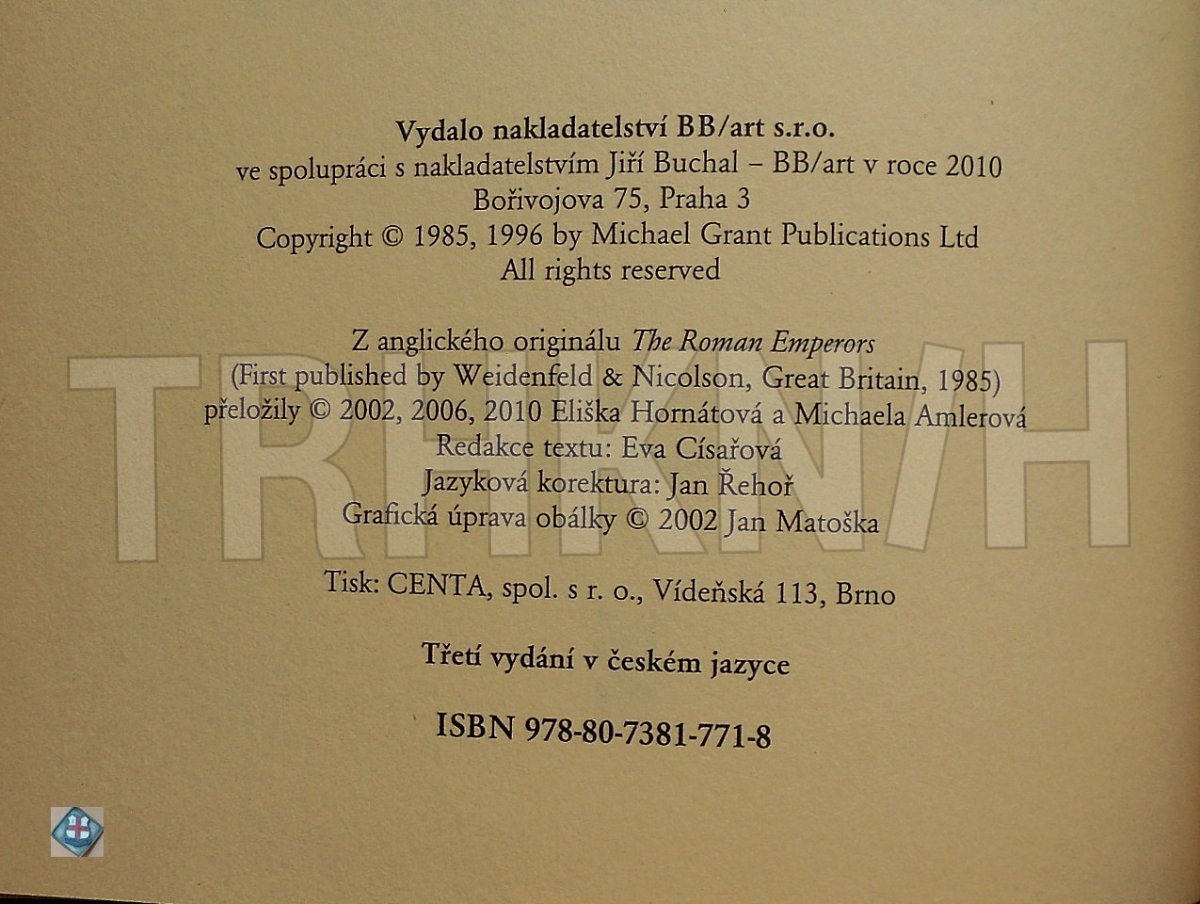 Vydalo nakladatelství BB/art s.r.o.
ve spolupráci s nakladatelstvím Jiří Buchal – BB/art v roce 2010
Bořivojova 75, Praha 3
Copyright © 1985, 1996 by Michael Grant Publications Ltd
All rights reserved
Z anglického originálu The Roman Emperors
(First published by Weidenfeld & Nicolson, Great Britain, 1985)
přeložily © 2002, 2006, 2010 Eliška Hornátová a Michaela Amlerová
Redakce textu: Eva Císařová
Jazyková korektura: Jan Řehoř
Grafická úprava obálky © 2002 Jan Matoška
Tisk: CENTA, spol. s r. o., Vídeňská 113, Brno
Třetí vydání v českém jazyce
ISBN 978-80-7381-771-8
TRHKN/H